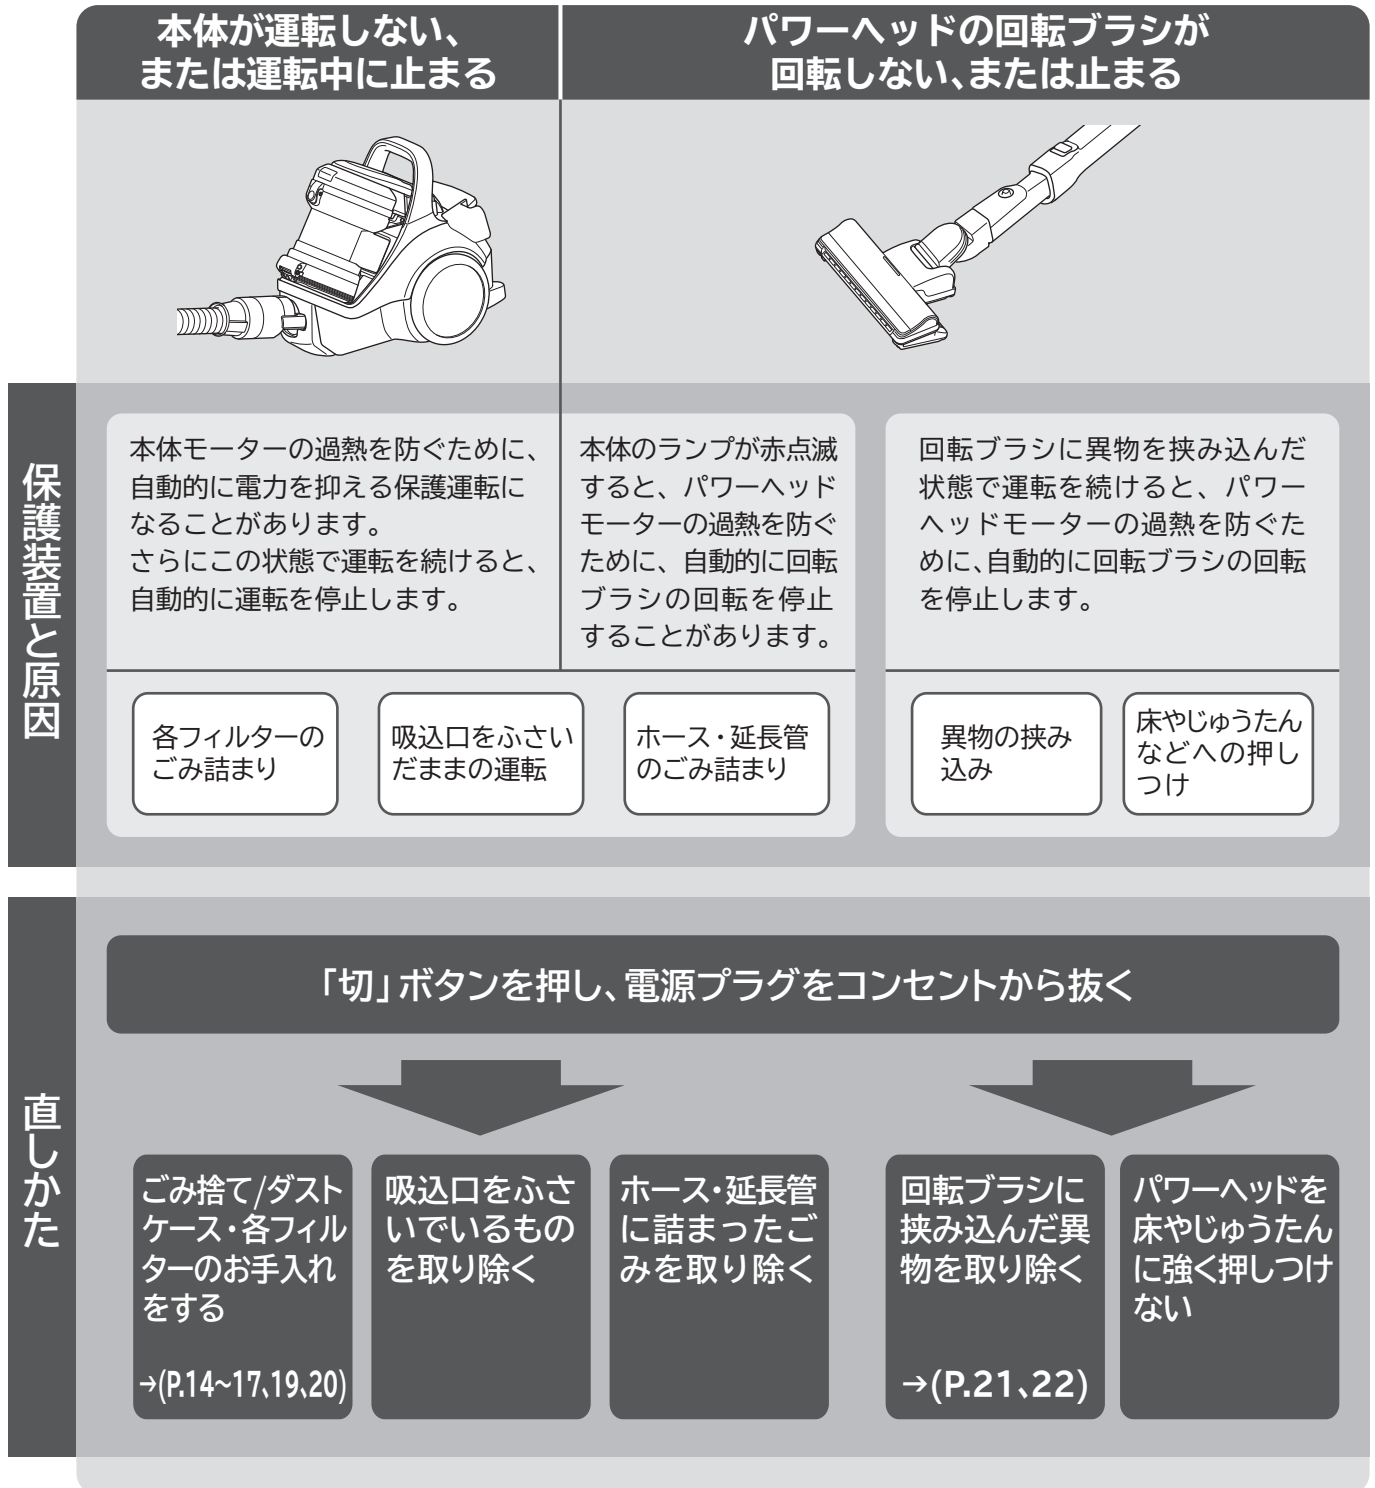 本体が運転しない、
または運転中に止まる
パワーヘッドの回転ブラシが
回転しない、または止まる
保護装置と原因
本体モーターの過熱を防ぐために、
自動的に電力を抑える保護運転に
なることがあります。
さらにこの状態で運転を続けると、
自動的に運転を停止します。
本体のランプが赤点滅
すると、パワーヘッド
モーターの過熱を防ぐ
ために、自動的に回転
ブラシの回転を停止
することがあります。
回転ブラシに異物を挟み込んだ
状態で運転を続けると、パワー
ヘッドモーターの過熱を防ぐた
めに、自動的に回転ブラシの回転
を停止します。
各フィルターの
ごみ詰まり
吸込口をふさい
だままの運転
ホース・延長管
のごみ詰まり
異物の挟み
込み
床やじゅうたん
などへの押し
つけ
直しかた
「切」ボタンを押し、電源プラグをコンセントから抜く
ごみ捨て/ダスト
ケース・各フィル
ターのお手入れ
をする
→(P.14~17、19、20)
吸込口をふさ
いでいるもの
を取り除く
ホース・延長管
に詰まったご
みを取り除く
回転ブラシに
挟み込んだ異
物を取り除く
→(P.21、22)
パワーヘッドを
床やじゅうたん
に強く押しつけ
ない